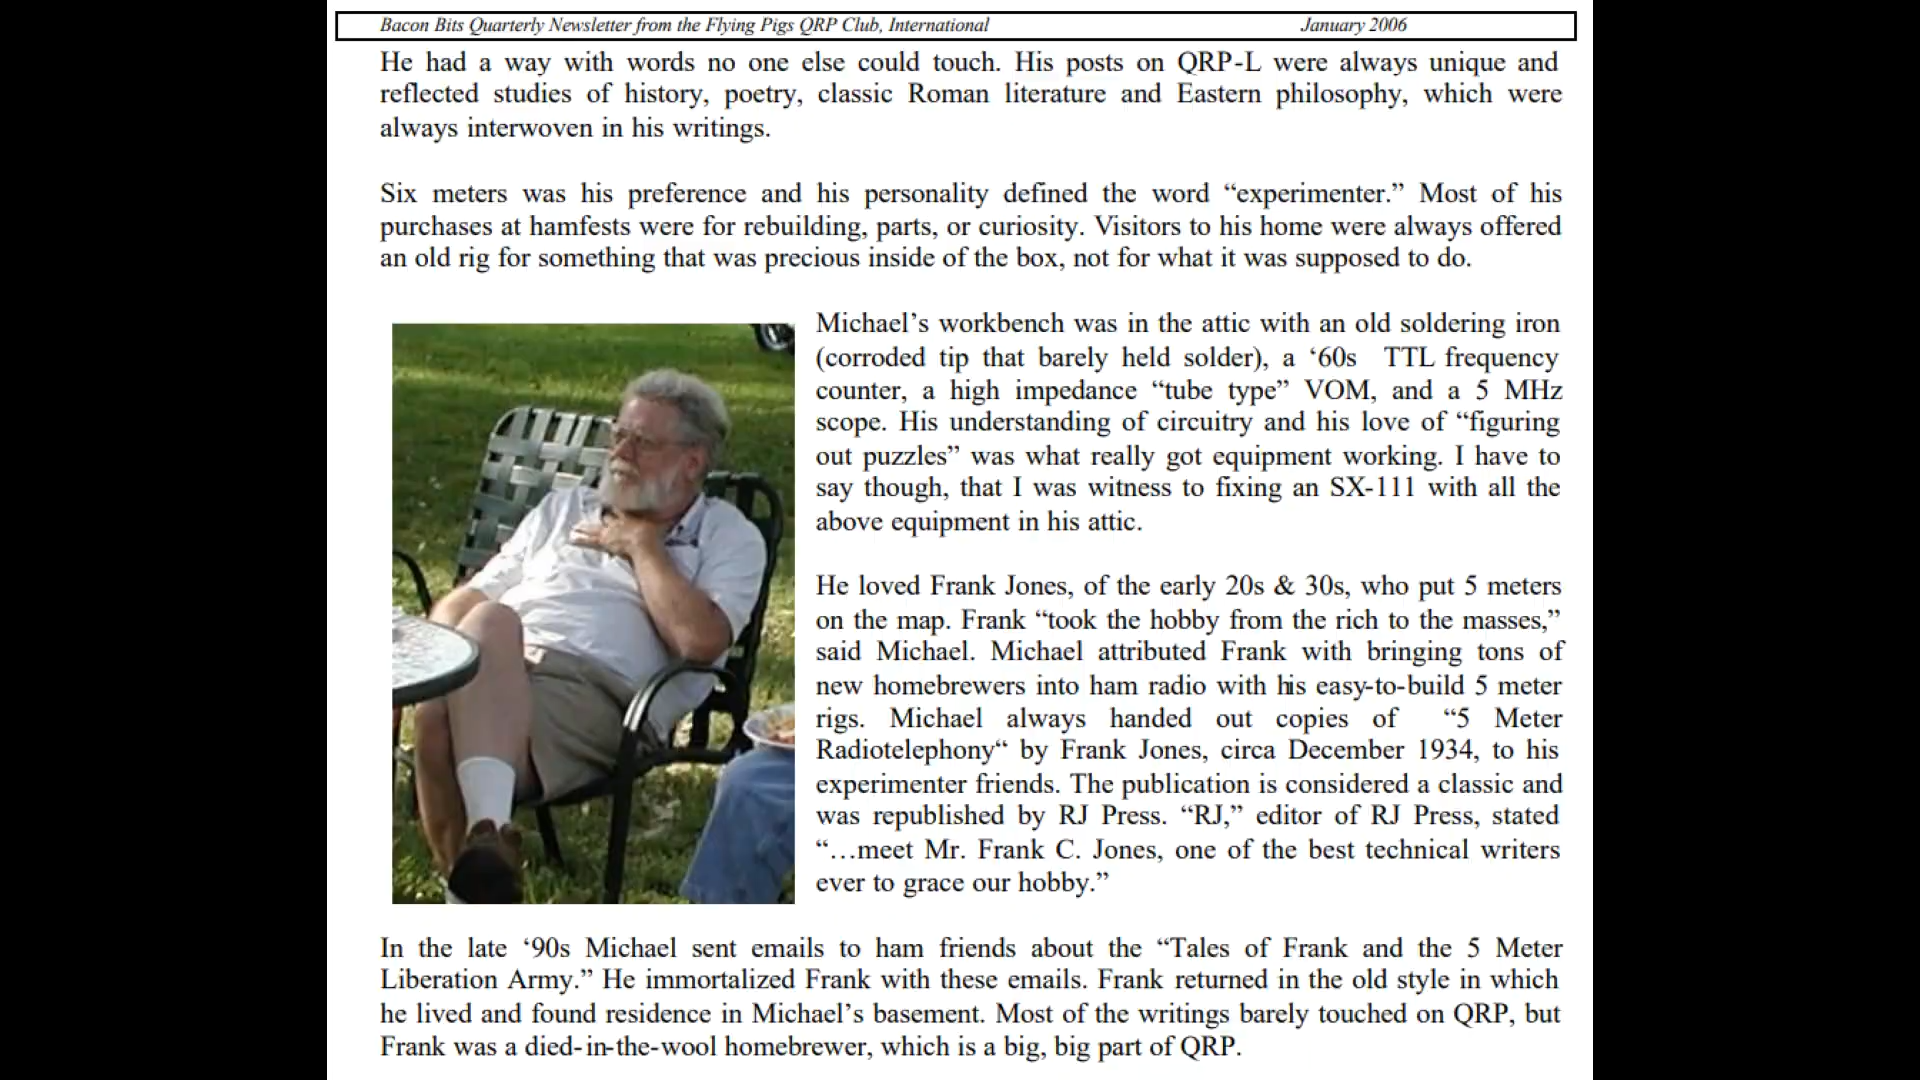 Bacon Bits Quarterly Newsletter from the Flying Pigs QRP Club, International January 2006
He had a way with words no one else could touch. His posts on QRP-L were always unique and
reflected studies of history, poetry, classic Roman literature and Eastern philosophy, which were
always interwoven in his writings.
Six meters was his preference and his personality defined the word “experimenter.” Most of his
purchases at hamfests were for rebuilding, parts, or curiosity. Visitors to his home were always offered
an old rig for something that was precious inside of the box, not for what it was supposed to do.
Michael’s workbench was in the attic with an old soldering iron
(corroded tip that barely held solder), a ‘60s TTL frequency
counter, a high impedance “tube type” VOM, and a 5 MHz
scope. His understanding of circuitry and his love of “figuring
out puzzles” was what really got equipment working. I have to
say though, that I was witness to fixing an SX-111 with all the
above equipment in his attic.
He loved Frank Jones, of the early 20s & 30s, who put 5 meters
on the map. Frank “took the hobby from the rich to the masses,”
said Michael. Michael attributed Frank with bringing tons of
new homebrewers into ham radio with his easy-to-build 5 meter
rigs. Michael always handed out copies of “5 Meter
Radiotelephony“ by Frank Jones, circa December 1934, to his
experimenter friends. The publication is considered a classic and
was republished by RJ Press. “RJ,” editor of RJ Press, stated
“…meet Mr. Frank C. Jones, one of the best technical writers
ever to grace our hobby.”
In the late ‘90s Michael sent emails to ham friends about the “Tales of Frank and the 5 Meter
Liberation Army.” He immortalized Frank with these emails. Frank returned in the old style in which
he lived and found residence in Michael’s basement. Most of the writings barely touched on QRP, but
Frank was a died-in-the-wool homebrewer, which is a big, big part of QRP.